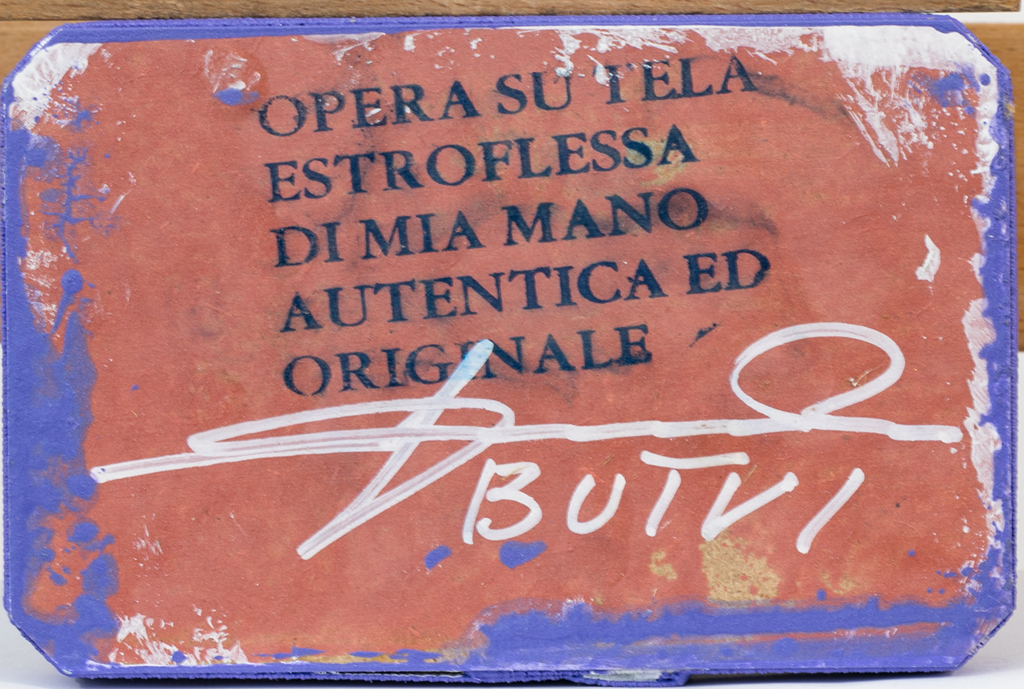 OPERA SU TELA
ESTROFLESSA
DI MIA MANO
AUTENTICA ED
ORIGINALE
BUTVI